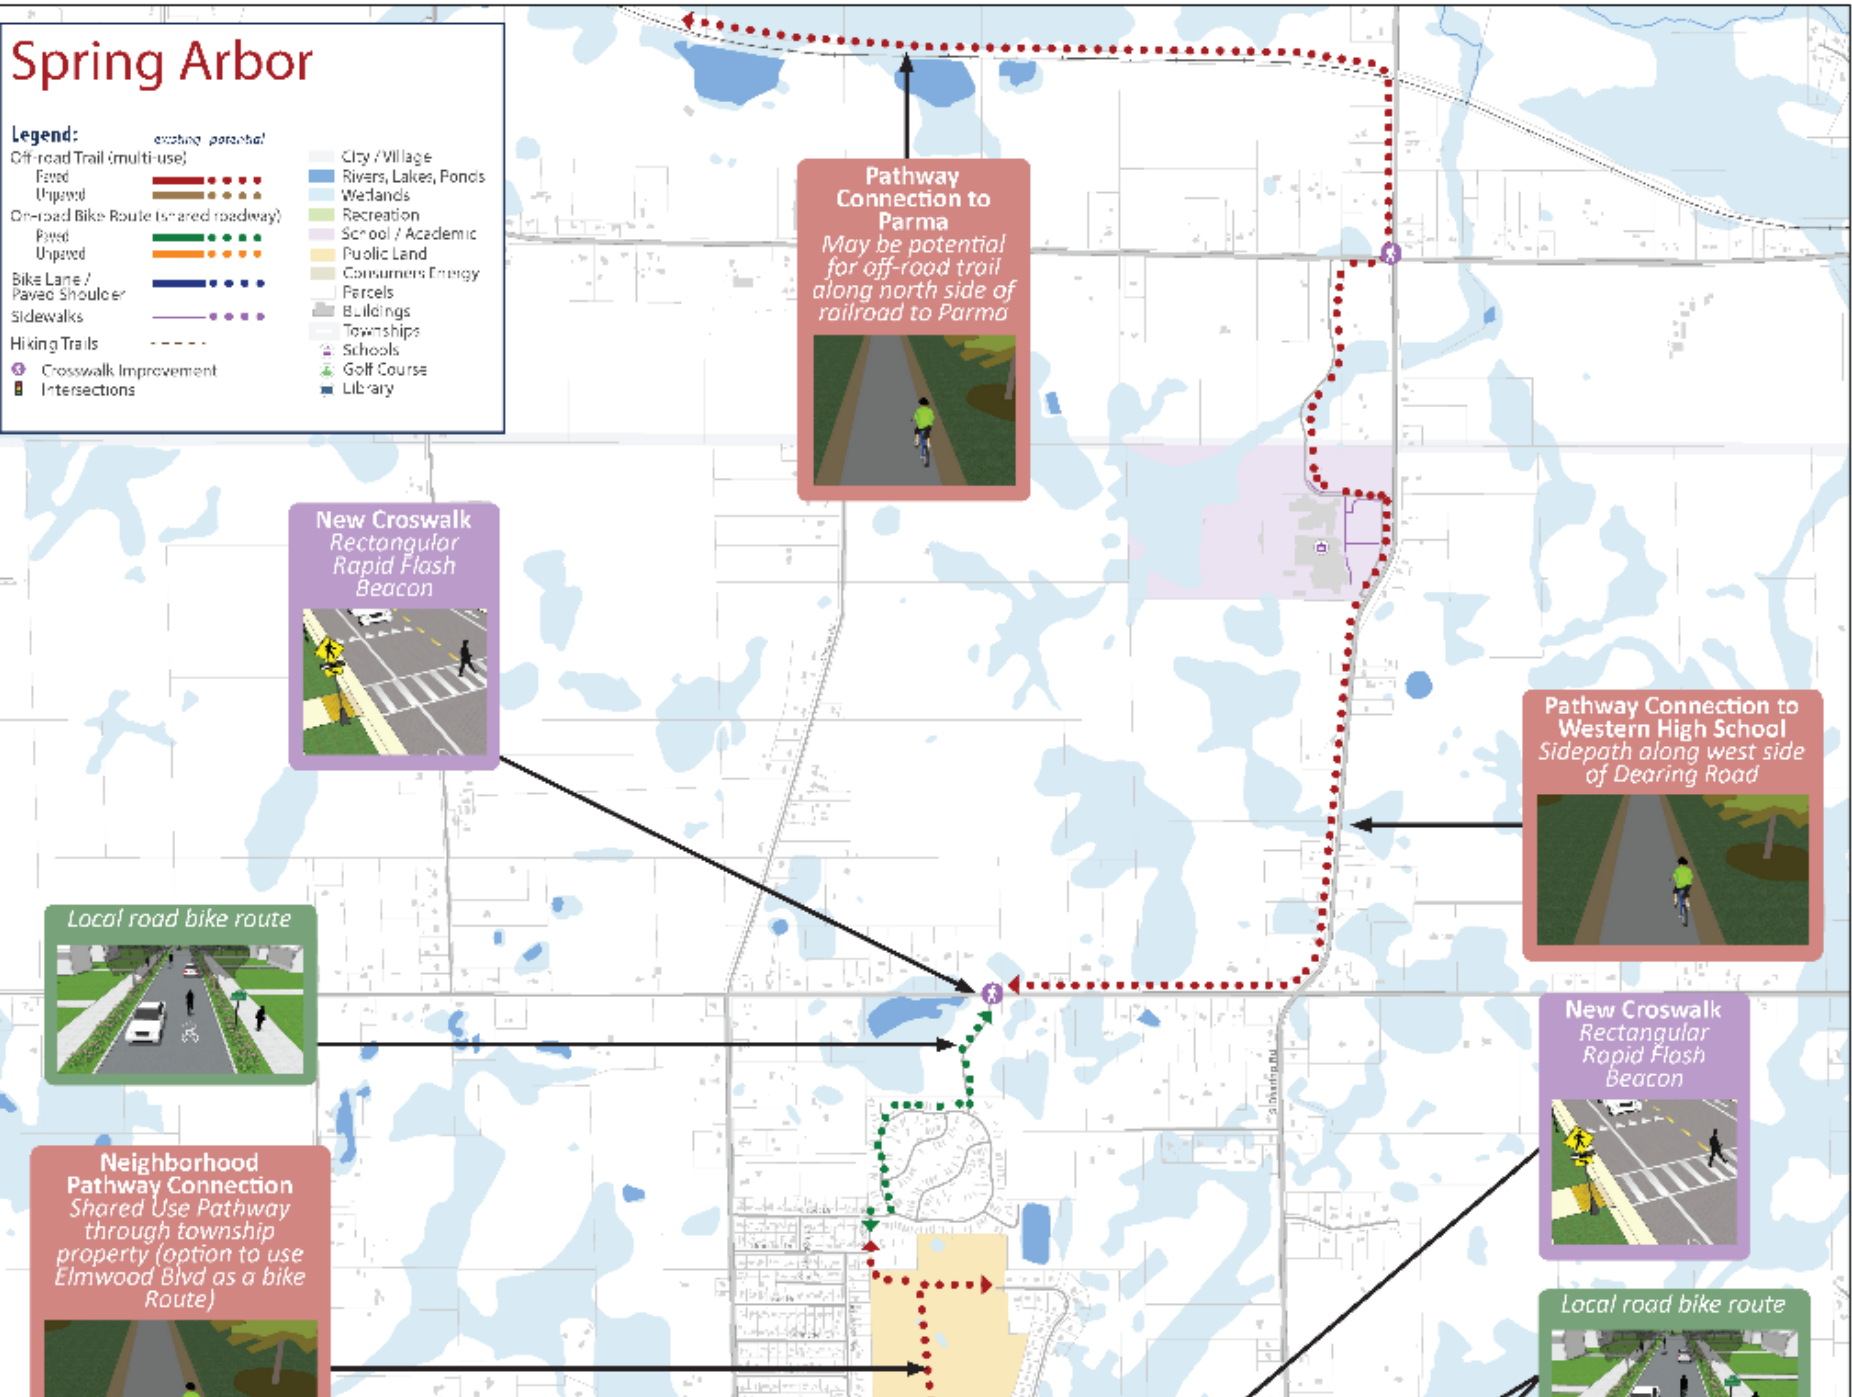 Spring Arbor
Legend:
existing potential
Off-road Trail (multi-use)
Paved
Unpaved
On-road Bike Route (shared roadway)
Paved
Unpaved
Bike Lane /
Paved Shoulder
Sidewalks
Hiking Trails
Crosswalk Improvement
Intersections
City / Village
Rivers, Lakes, Ponds
Wetlands
Recreation
School / Academic
Public Land
Consumers Energy
Parcels
Buildings
Townships
Schools
Golf Course
Library
Pathway
Connection to
Parma
May be potential
for off-road trail
along north side of
railroad to Parma
New Croswalk
Rectangular
Rapid Flash
Beacon
Pathway Connection to
Western High School
Sidepath along west side
of Dearing Road
Local road bike route
New Croswalk
Rectangular
Rapid Flash
Beacon
S Dearing Rd
Neighborhood
Pathway Connection
Shared Use Pathway
through township
property (option to use
Elmwood Blvd as a bike
Route)
Local road bike route